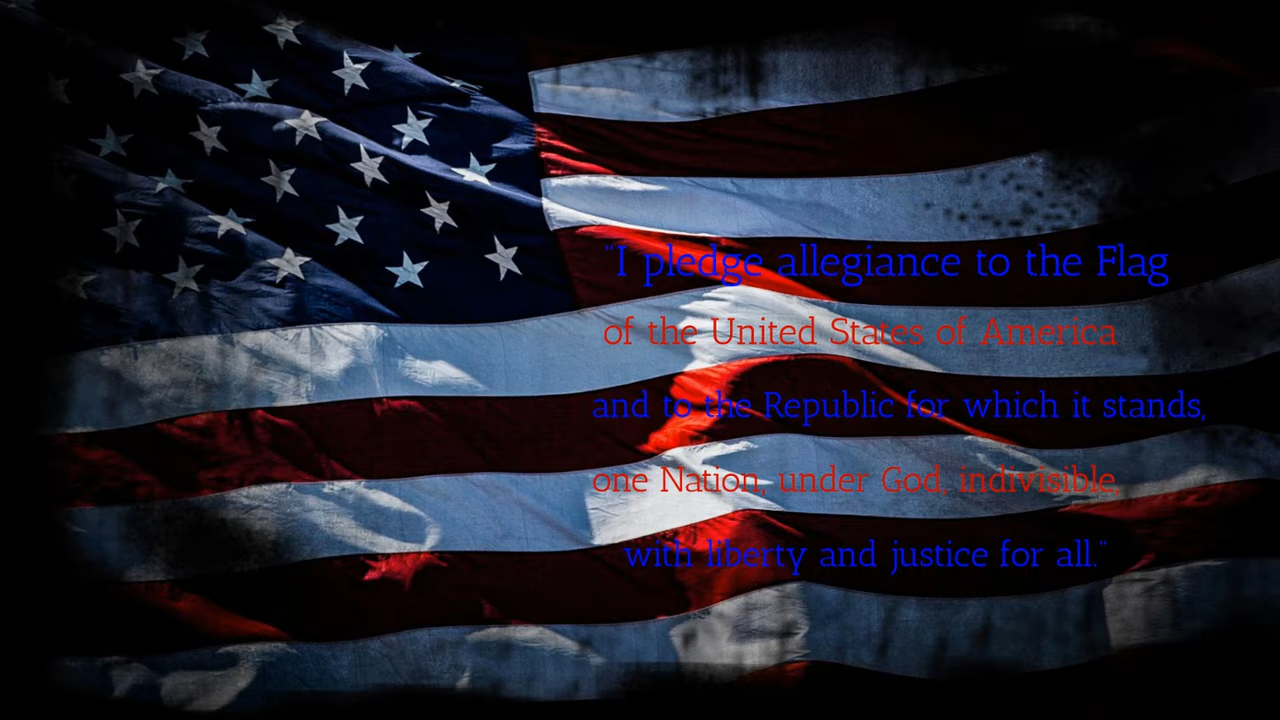 "I pledge allegiance to the Flag
of the United States of America
and to the Republic for which it stands,
one Nation, under God, indivisible,
with liberty and justice for all."